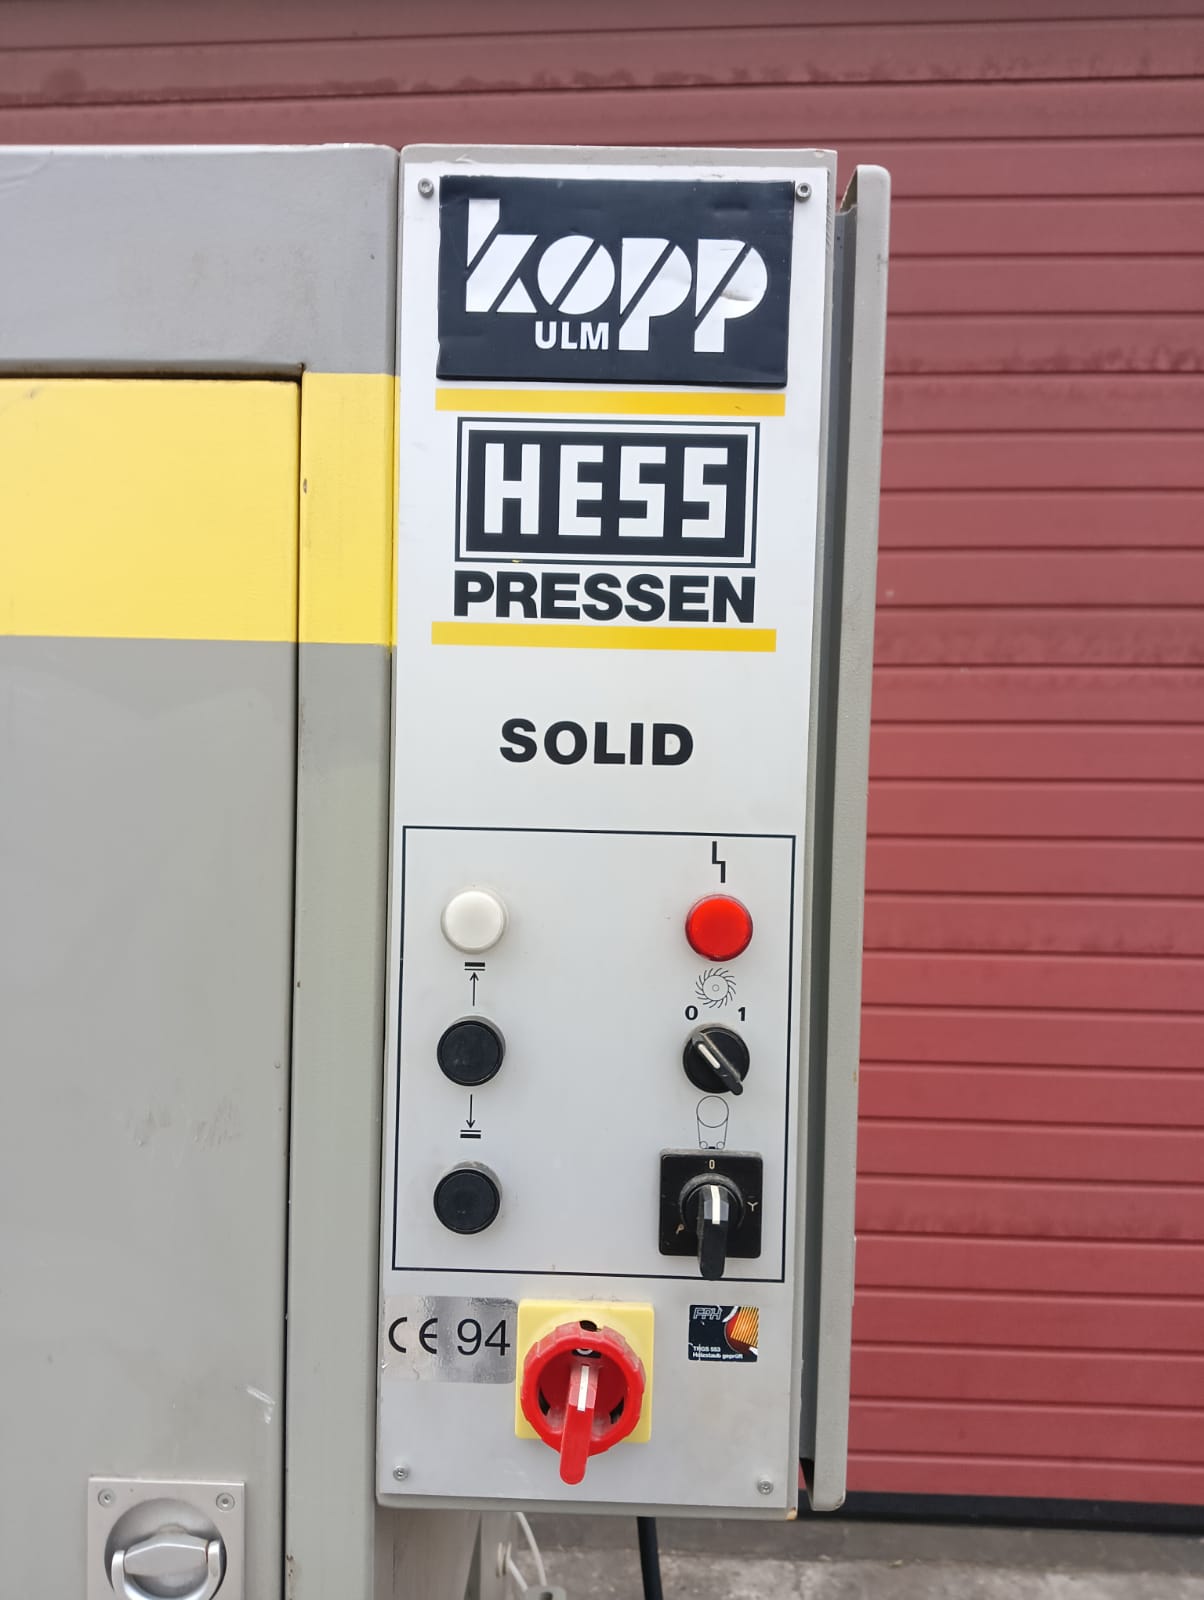 kopp
ULM
HESS
PRESSEN
SOLID
0 1
0
Y
CE 94
FPH
TRGS 553
Holzstaub geprüft